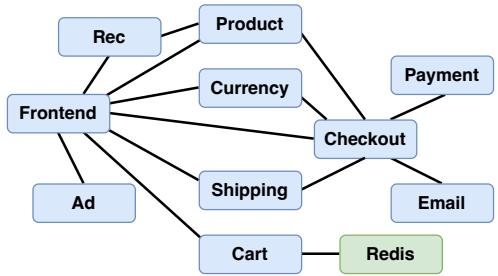 Rec
Product
Payment
Currency
Frontend
Checkout
Ad
Shipping
Email
Cart
Redis